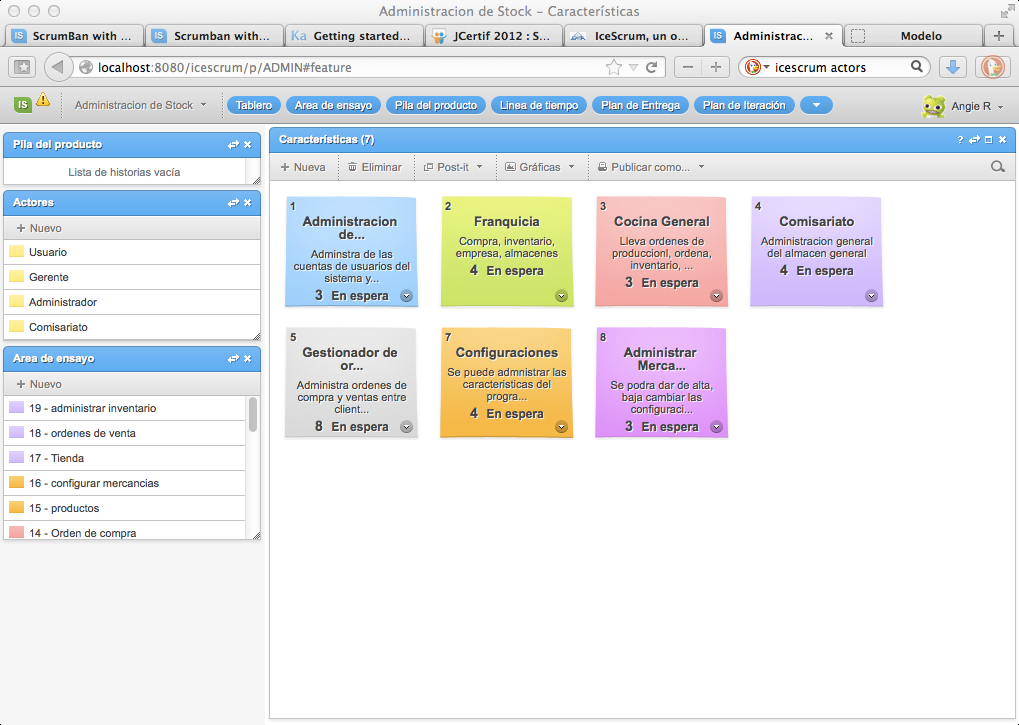 Administracion de Stock – Características
IS ScrumBan with ...
IS Scrumban with...
Ka Getting started...
JCertif 2012 : S...
IceScrum, un o...
IS Administrac...
Modelo
localhost:8080/icescrum/p/ADMIN#feature
icescrum actors
IS Administracion de Stock
Tablero
Area de ensayo
Pila del producto
Linea de tiempo
Plan de Entrega
Plan de Iteración
Angie R
Pila del producto
Lista de historias vacía
Actores
Nuevo
Usuario
Gerente
Administrador
Comisariato
Area de ensayo
Nuevo
19 - administrar inventario
18 - ordenes de venta
17 - Tienda
16 - configurar mercancias
15 - productos
14 - Orden de compra
Características (7)
?
Nueva
Eliminar
Post-it
Gráficas
Publicar como...
1
Administracion
de...
Adminstra de las
cuentas de usuarios del
sistema y...
3 En espera
2
Franquicia
Compra, inventario,
empresa, almacenes
4 En espera
3
Cocina General
Lleva ordenes de
produccionl, ordena,
inventario, ...
3 En espera
4
Comisariato
Administracion general
del almacen general
4 En espera
5
Gestionador de
or...
Administra ordenes de
compra y ventas entre
client...
8 En espera
7
Configuraciones
Se puede admnistrar las
caracteristicas del
progra...
4 En espera
8
Administrar
Merca...
Se podra dar de alta,
baja cambiar las
configuraci...
3 En espera